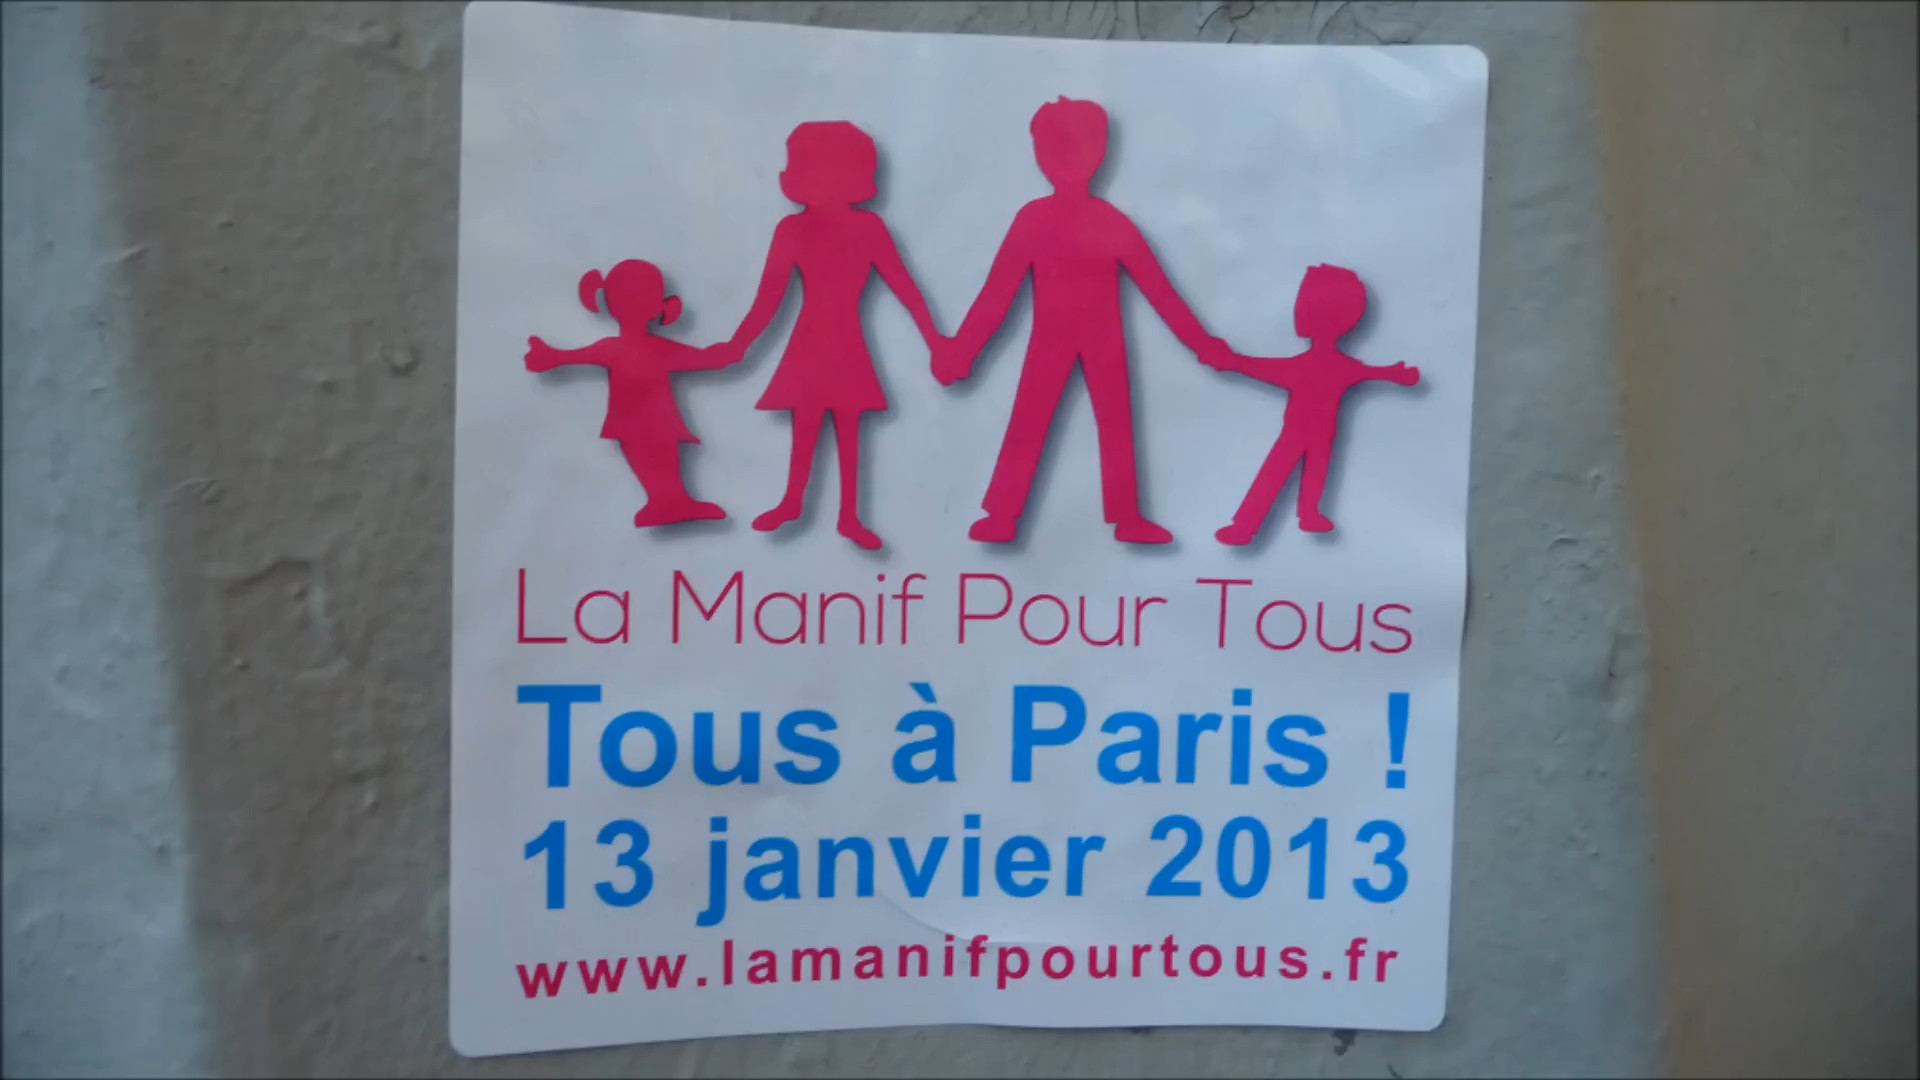 La Manif Pour Tous
Tous à Paris !
13 janvier 2013
www.lamanifpourtous.fr